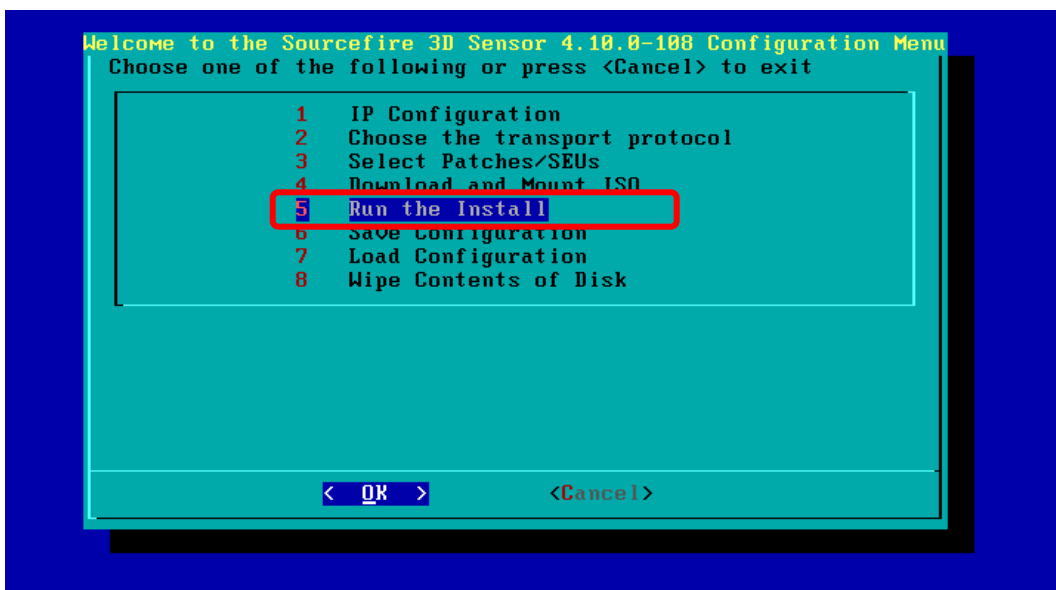 Welcome to the Sourcefire 3D Sensor 4.10.0-108 Configuration Menu
Choose one of the following or press <Cancel> to exit
1 IP Configuration
2 Choose the transport protocol
3 Select Patches/SEUs
4 Download and Mount ISO
5 Run the Install
6 Save Configuration
7 Load Configuration
8 Wipe Contents of Disk
< OK > <Cancel>